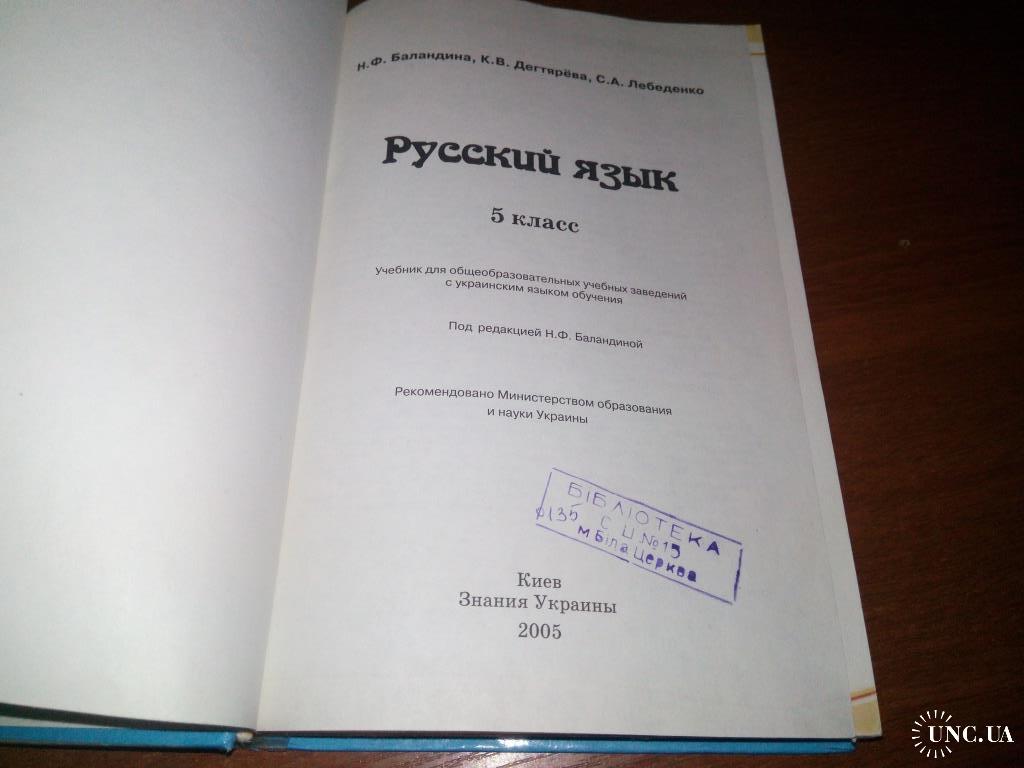 Н.Ф. Баландина, К.В. Дегтярёва, С.А. Лебеденко
Русский язык
5 класс
Учебник для общеобразовательных учебных заведений
с украинским языком обучения
Под редакцией Н.Ф. Баландиной
Рекомендовано Министерством образования
и науки Украины
БІБЛІОТЕКА
С Ш №15
м Біла Церква
Киев
Знания Украины
2005
UNC.UA